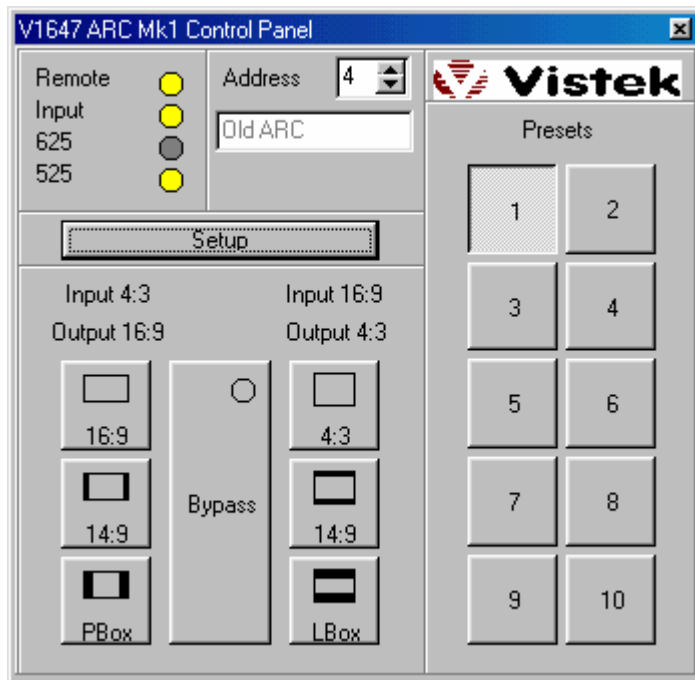 V1647 ARC Mk1 Control Panel
Remote
Input
625
525
Address 4
Old ARC
Vistek
Setup
Presets
1 2
3 4
5 6
7 8
9 10
Input 4:3
Output 16:9
Input 16:9
Output 4:3
16:9
14:9
PBox
Bypass
4:3
14:9
LBox